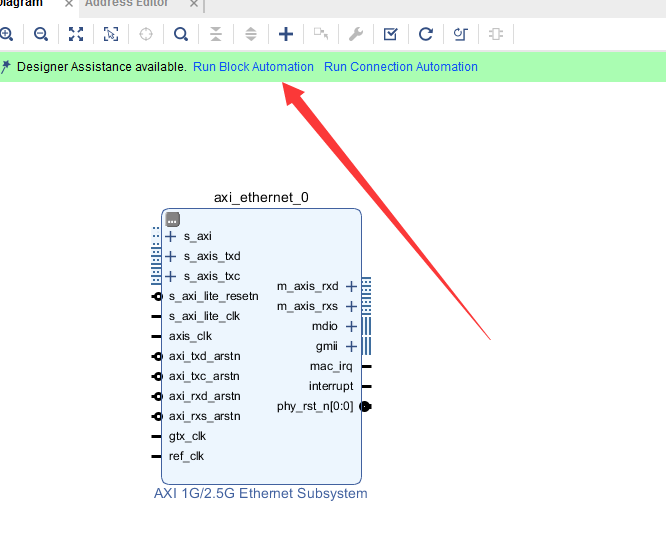 Diagram × Address Editor ×
Designer Assistance available. Run Block Automation Run Connection Automation
axi_ethernet_0
...
s_axi
s_axis_txd
s_axis_txc
s_axi_lite_resetn
s_axi_lite_clk
axis_clk
axi_txd_arstn
axi_txc_arstn
axi_rxd_arstn
axi_rxs_arstn
gtx_clk
ref_clk
m_axis_rxd
m_axis_rxs
mdio
gmii
mac_irq
interrupt
phy_rst_n[0:0]
AXI 1G/2.5G Ethernet Subsystem